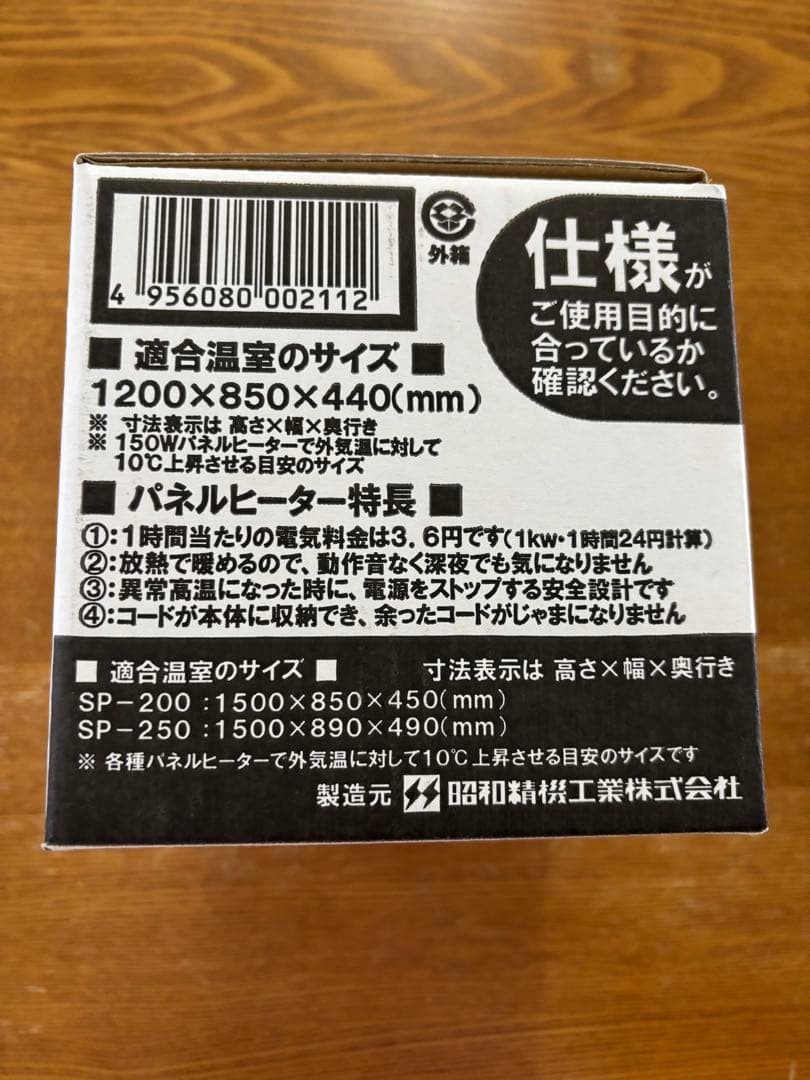 4 956080 002112
外箱
仕様が
ご使用目的に
合っているか
確認ください。
■ 適合温室のサイズ ■
1200×850×440(mm)
※ 寸法表示は 高さ×幅×奥行き
※ 150Wパネルヒーターで外気温に対して
10℃上昇させる目安のサイズ
■ パネルヒーター特長 ■
①:1時間当たりの電気料金は3.6円です(1kw・1時間24円計算)
②:放熱で暖めるので、動作音なく深夜でも気になりません
③:異常高温になった時に、電源をストップする安全設計です
④:コードが本体に収納でき、余ったコードがじゃまになりません
■ 適合温室のサイズ ■ 寸法表示は 高さ×幅×奥行き
SP-200 :1500×850×450(mm)
SP-250 :1500×890×490(mm)
※ 各種パネルヒーターで外気温に対して10℃上昇させる目安のサイズです
製造元 昭和精機工業株式会社